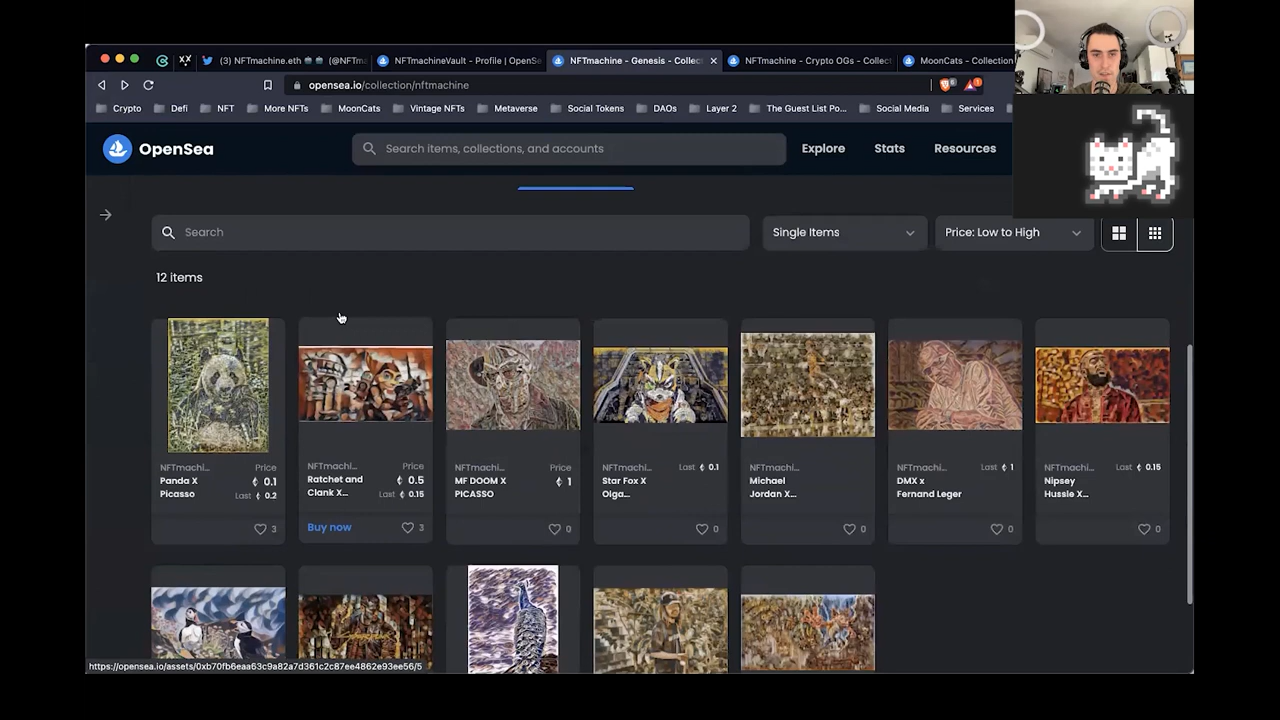 (3) NFTmachine.eth (@NFTm
NFTmachineVault - Profile | OpenSe
NFTmachine - Genesis - Collect
NFTmachine - Crypto OGs - Collect
MoonCats - Collection
opensea.io/collection/nftmachine
Crypto
Defi
NFT
More NFTs
MoonCats
Vintage NFTs
Metaverse
Social Tokens
DAOs
Layer 2
The Guest List Po...
Social Media
Services
OpenSea
Search items, collections, and accounts
Explore
Stats
Resources
Search
Single Items
Price: Low to High
12 items
NFTmachi... Price
Panda X 0.1
Picasso Last 0.2
3
NFTmachi... Price
Ratchet and 0.5
Clank X... Last 0.15
Buy now 3
NFTmachi... Price
MF DOOM X 1
PICASSO
0
NFTmachi... Last 0.1
Star Fox X
Olga...
0
NFTmachi...
Michael
Jordan X...
0
NFTmachi... Last 1
DMX x
Fernand Leger
0
NFTmachi... Last 0.15
Nipsey
Hussle X...
0
https://opensea.io/assets/0xb70fb6eaa63c9a82a7d361c2c87ee4862e93ee56/5